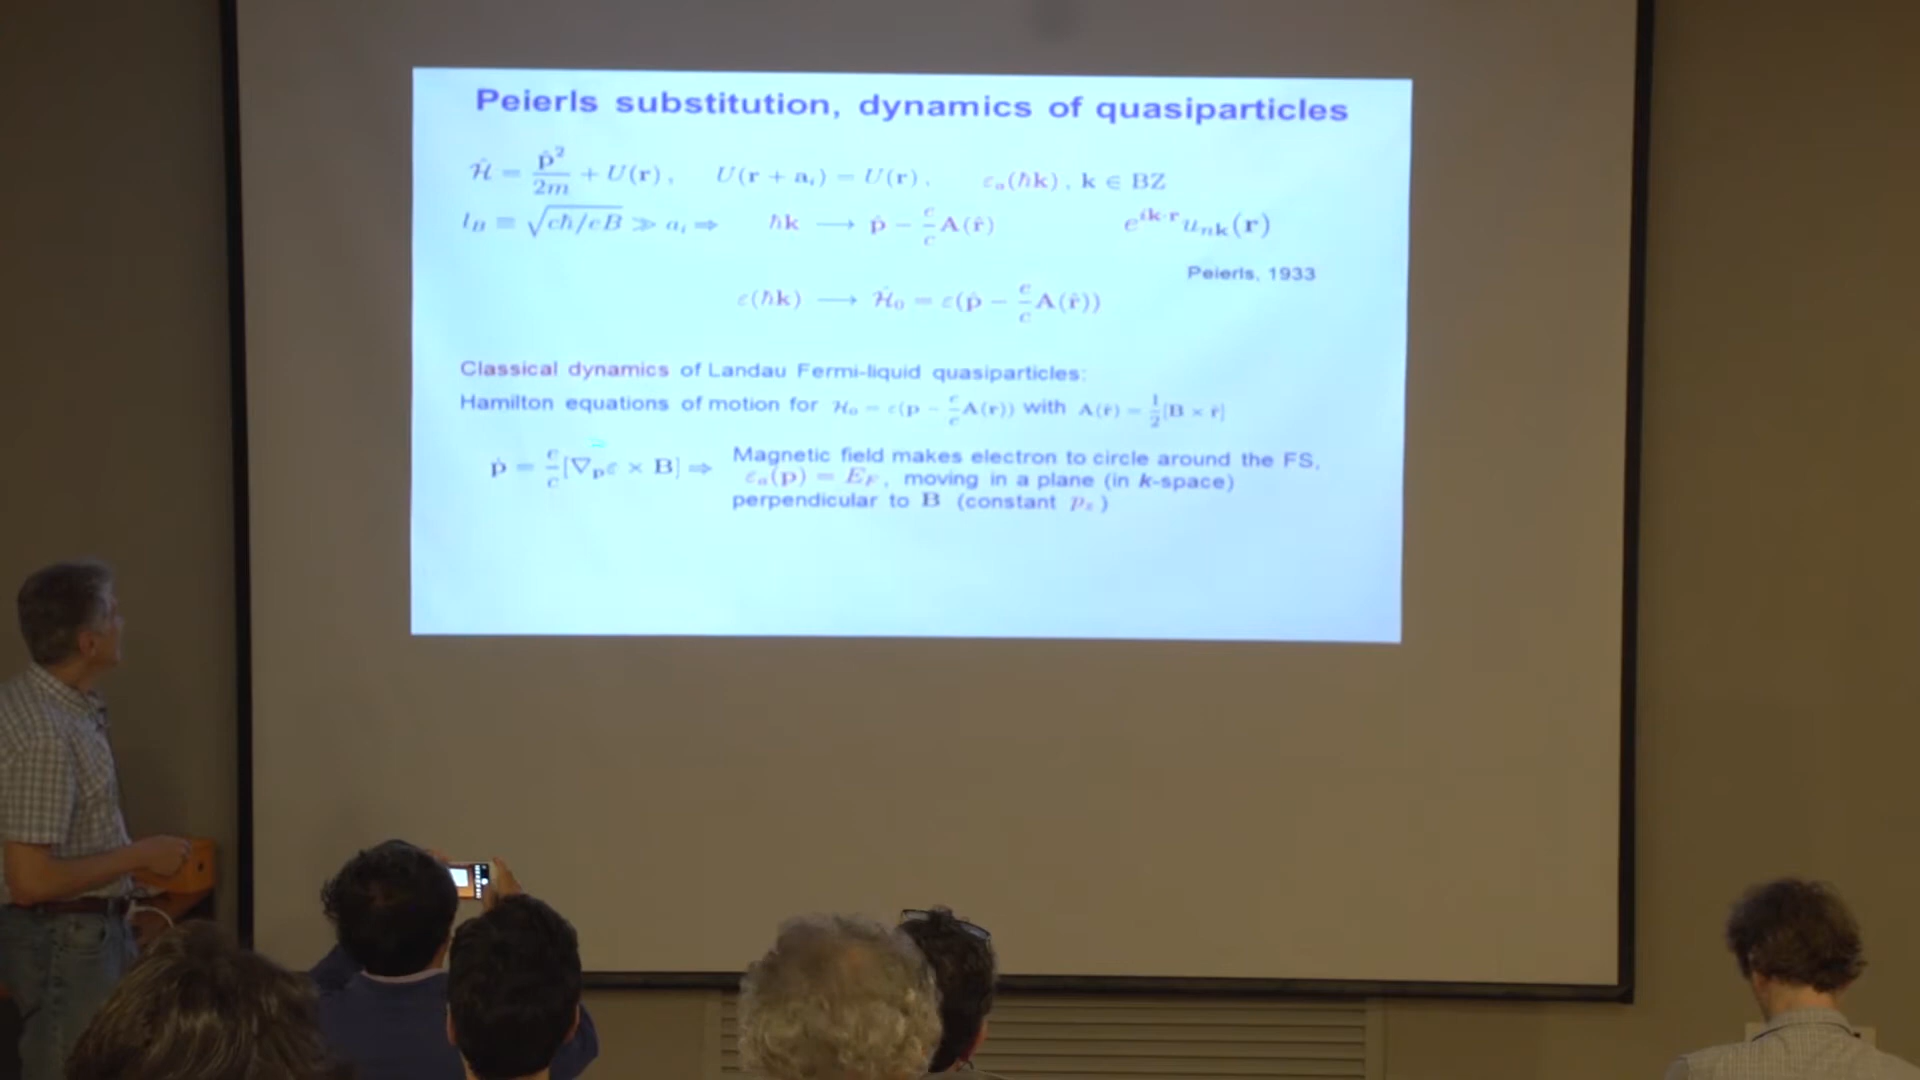 Peierls substitution, dynamics of quasiparticles
Ĥ = p̂²/2m + U(r), U(r + aᵢ) = U(r), εₐ(ħk), k ∈ BZ
l_B ≡ √(cħ/eB) ≫ aᵢ ⇒ ħk ⟶ p̂ − (e/c)A(r̂) e^{ik·r}u_{nk}(r)
Peierls, 1933
ε(ħk) ⟶ Ĥ₀ = ε(p̂ − (e/c)A(r̂))
Classical dynamics of Landau Fermi-liquid quasiparticles:
Hamilton equations of motion for H₀ = ε(p − (e/c)A(r)) with A(r̂) = ½[B × r̂]
ṗ = (e/c)[∇ₚε × B] ⇒ Magnetic field makes electron to circle around the FS,
εₐ(p) = E_F, moving in a plane (in k-space)
perpendicular to B (constant p_z)